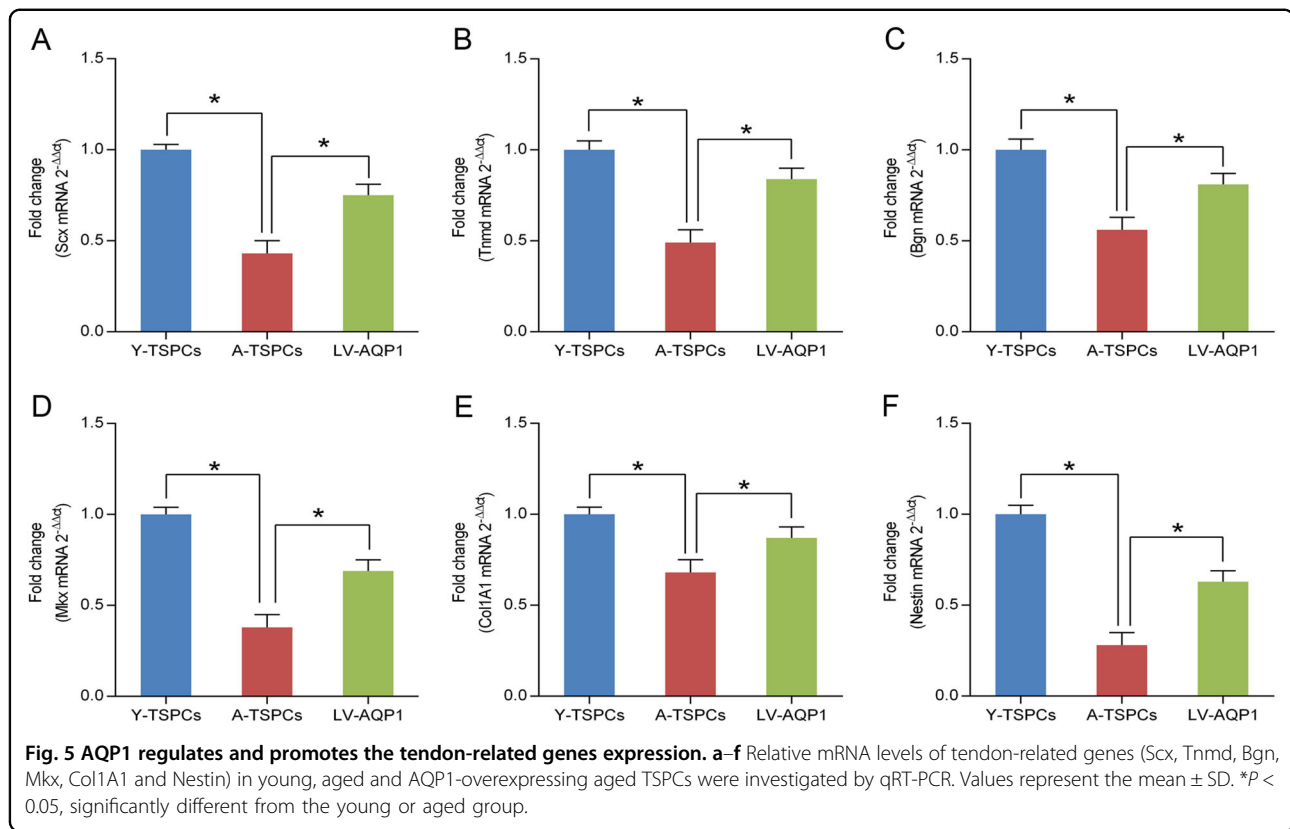 A
1.5
1.0
0.5
0.0
Fold change
(Scx mRNA 2-ΔΔct)
*
*
Y-TSPCs A-TSPCs LV-AQP1
B
1.5
1.0
0.5
0.0
Fold change
(Tnmd mRNA 2-ΔΔct)
*
*
Y-TSPCs A-TSPCs LV-AQP1
C
1.5
1.0
0.5
0.0
Fold change
(Bgn mRNA 2-ΔΔct)
*
*
Y-TSPCs A-TSPCs LV-AQP1
D
1.5
1.0
0.5
0.0
Fold change
(Mkx mRNA 2-ΔΔct)
*
*
Y-TSPCs A-TSPCs LV-AQP1
E
1.5
1.0
0.5
0.0
Fold change
(Col1A1 mRNA 2-ΔΔct)
*
*
Y-TSPCs A-TSPCs LV-AQP1
F
1.5
1.0
0.5
0.0
Fold change
(Nestin mRNA 2-ΔΔct)
*
*
Y-TSPCs A-TSPCs LV-AQP1
Fig. 5 AQP1 regulates and promotes the tendon-related genes expression. a–f Relative mRNA levels of tendon-related genes (Scx, Tnmd, Bgn,
Mkx, Col1A1 and Nestin) in young, aged and AQP1-overexpressing aged TSPCs were investigated by qRT-PCR. Values represent the mean ± SD. *P <
0.05, significantly different from the young or aged group.